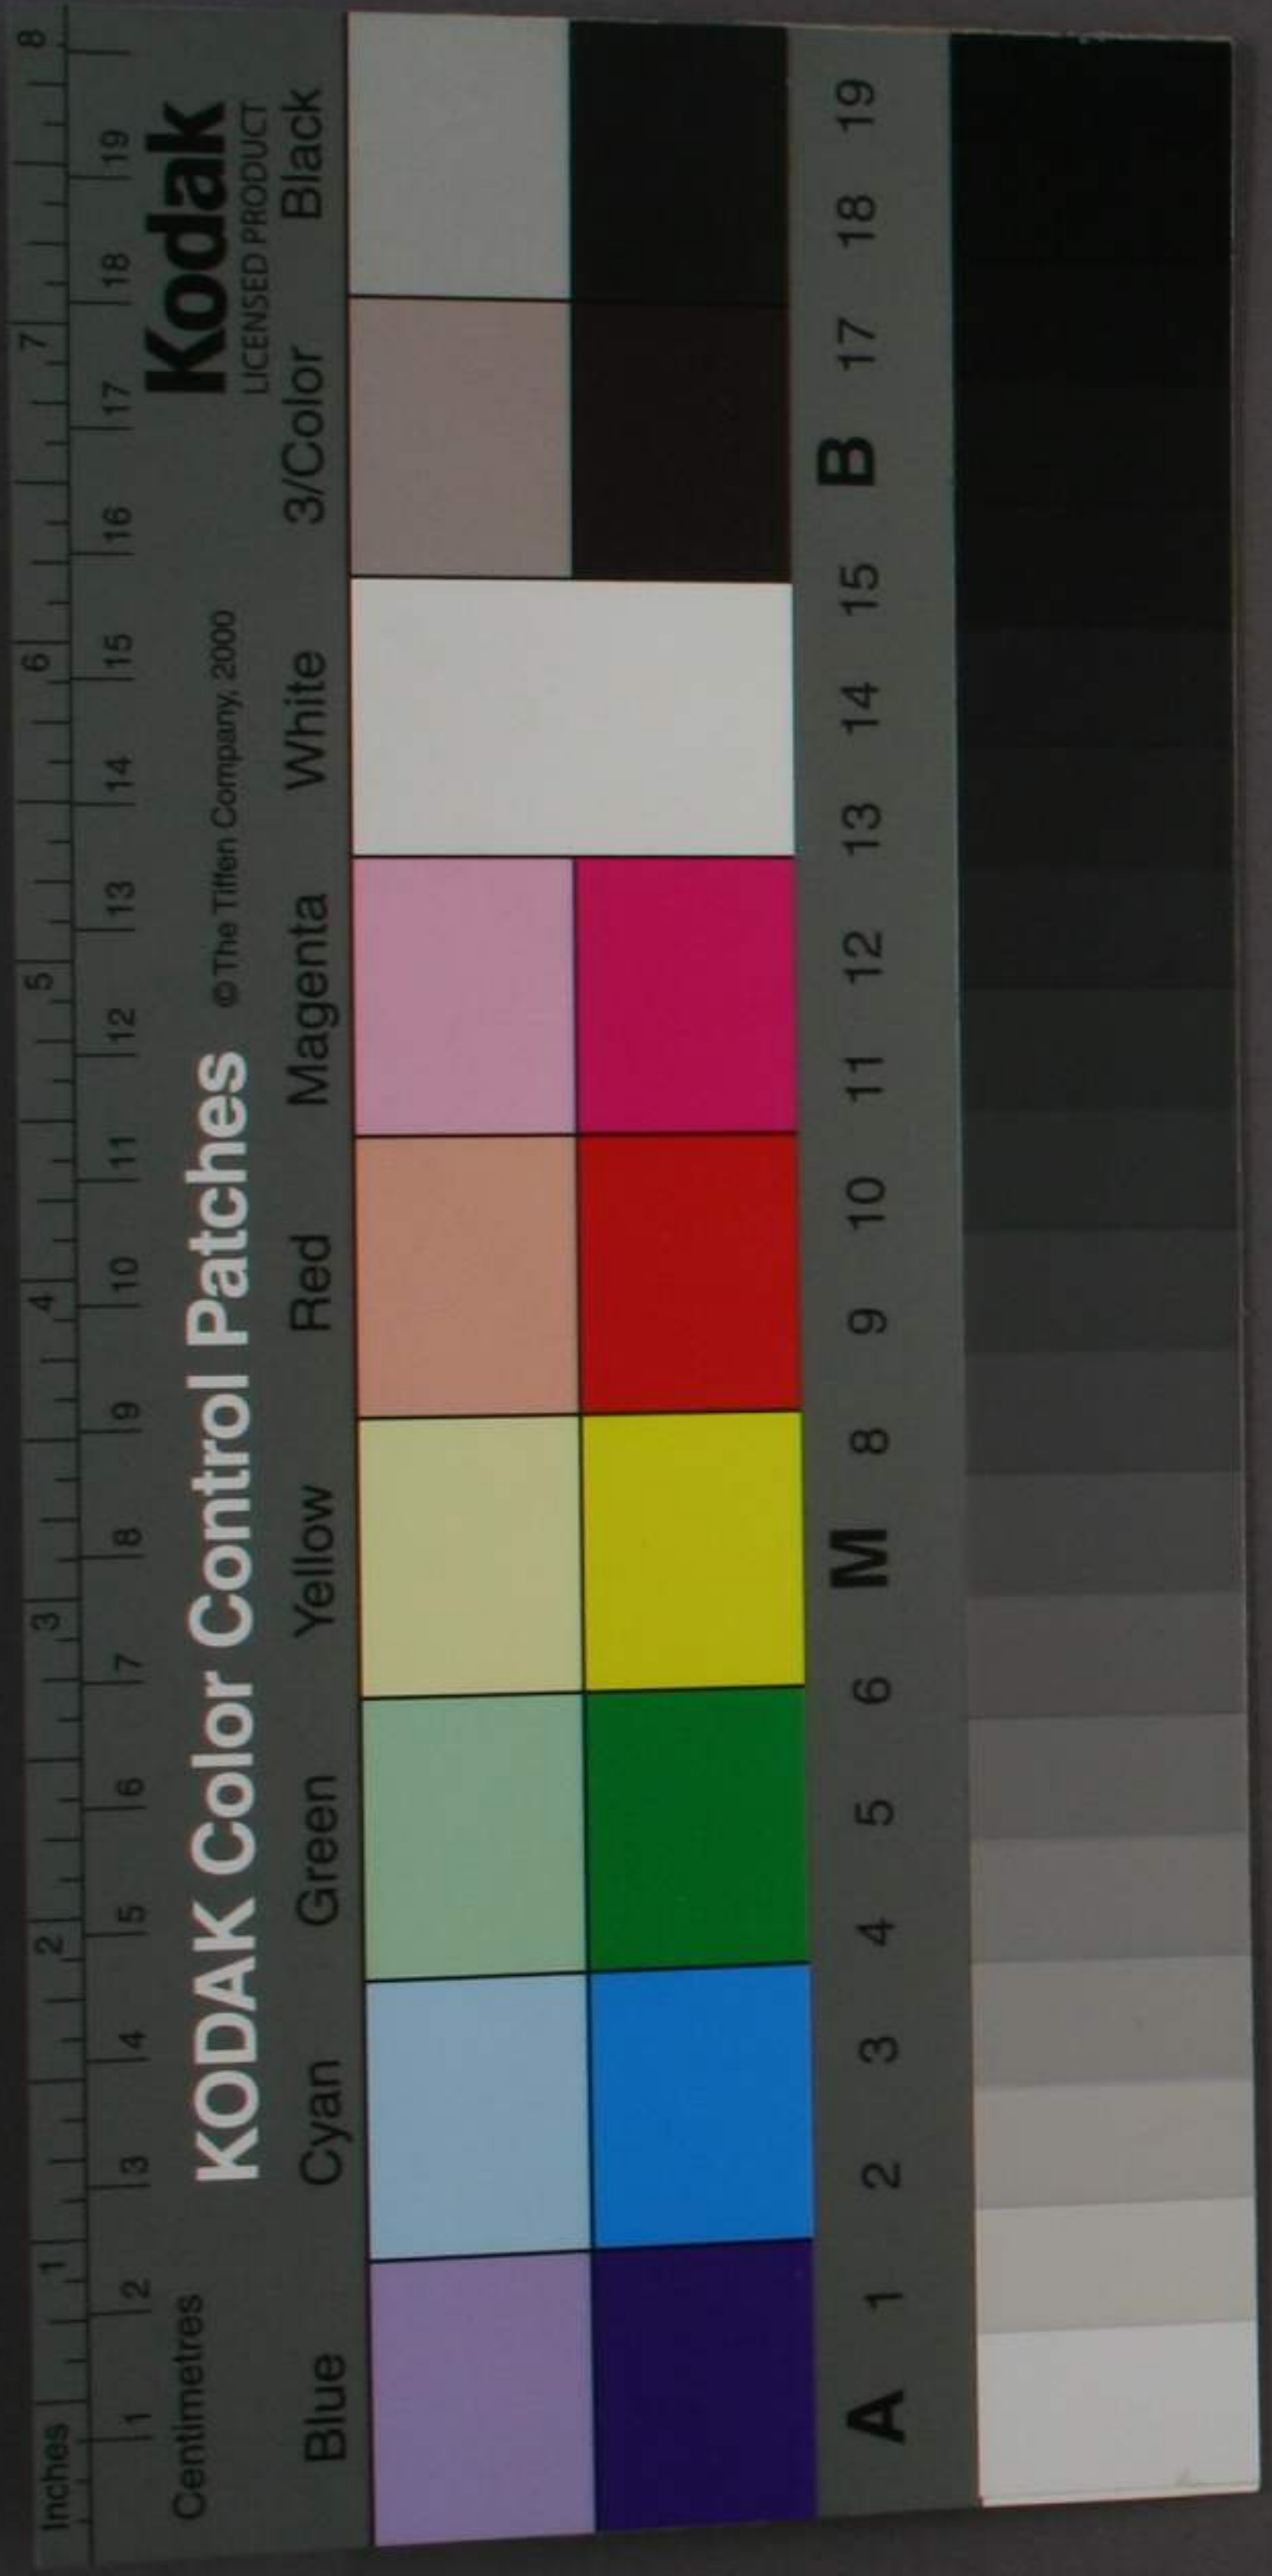 Inches 1 2 3 4 5 6 7 8
Centimetres 1 2 3 4 5 6 7 8 9 10 11 12 13 14 15 16 17 18 19
KODAK Color Control Patches © The Tiffen Company, 2000 Kodak
LICENSED PRODUCT
Blue Cyan Green Yellow Red Magenta White 3/Color Black
A 1 2 3 4 5 6 M 8 9 10 11 12 13 14 15 B 17 18 19